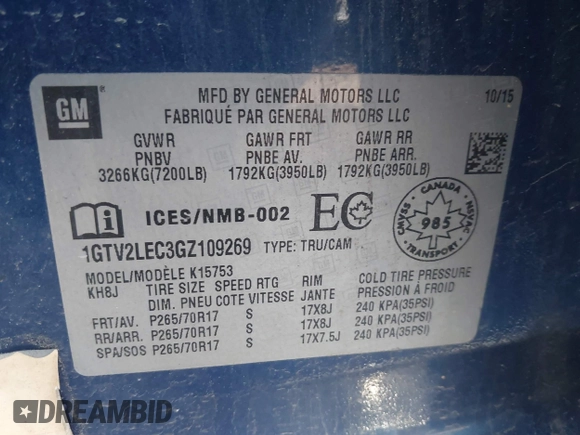 GM
MFD BY GENERAL MOTORS LLC 10/15
FABRIQUÉ PAR GENERAL MOTORS LLC
GVWR GAWR FRT GAWR RR
PNBV PNBE AV. PNBE ARR.
3266KG(7200LB) 1792KG(3950LB) 1792KG(3950LB)
i ICES/NMB-002 EC CANADA CMVSS 985 NSVAC
1GTV2LEC3GZ109269 TYPE: TRU/CAM
MODEL/MODÈLE K15753
KH8J TIRE SIZE SPEED RTG RIM COLD TIRE PRESSURE
DIM. PNEU COTE VITESSE JANTE PRESSION À FROID
FRT/AV. P265/70R17 S 17X8J 240 KPA(35PSI)
RR/ARR. P265/70R17 S 17X8J 240 KPA(35PSI)
SPA/SOS P265/70R17 S 17X7.5J 240 KPA(35PSI)
DREAMBID